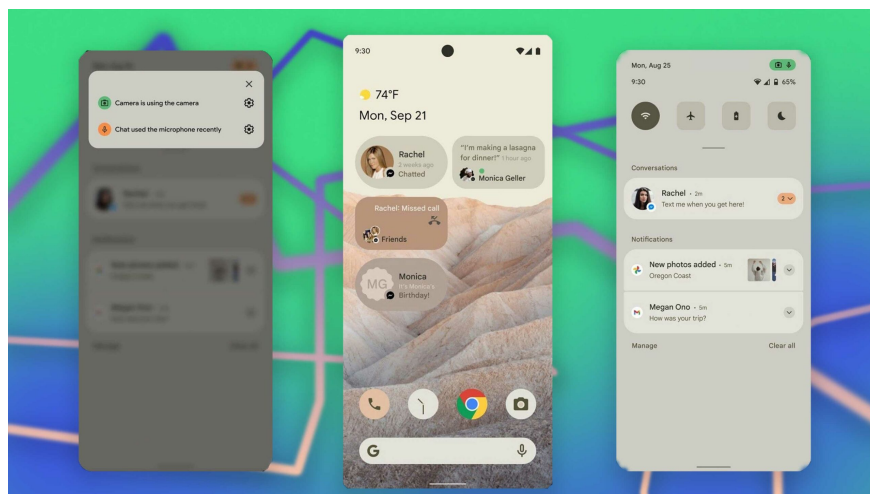 Camera is using the camera
Chat used the microphone recently
9:30
74°F
Mon, Sep 21
Rachel
2 weeks ago
Chatted
"I'm making a lasagna
for dinner!" 1 hour ago
Monica Geller
Rachel: Missed call
Friends
MG
Monica
It's Monica's
Birthday!
G
Mon, Aug 25
9:30
65%
Conversations
Rachel • 2m
Text me when you get here!
2
Notifications
New photos added • 5m
Oregon Coast
Megan Ono • 5m
How was your trip?
Manage
Clear all